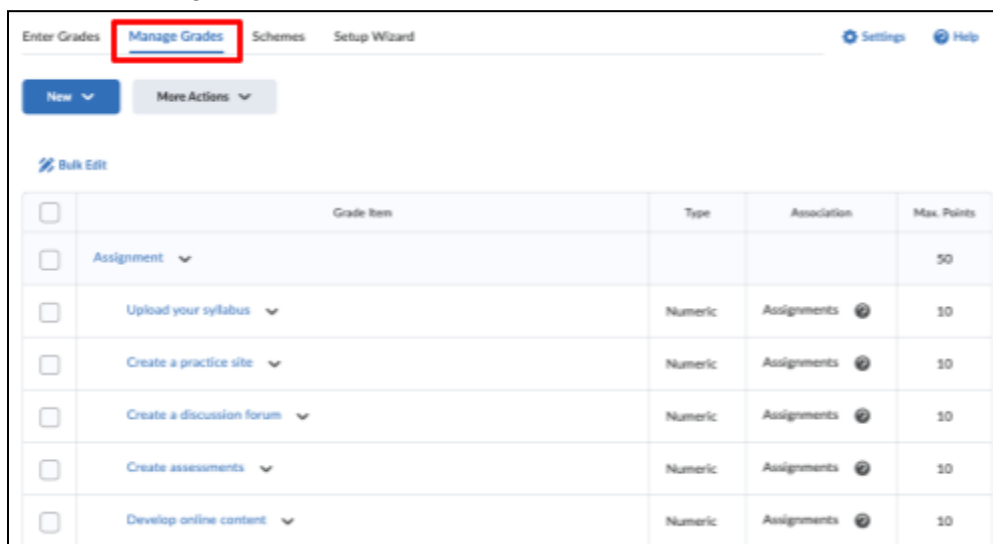 Enter Grades Manage Grades Schemes Setup Wizard Settings Help
New More Actions
Bulk Edit
Grade Item Type Association Max. Points
Assignment 50
Upload your syllabus Numeric Assignments 10
Create a practice site Numeric Assignments 10
Create a discussion forum Numeric Assignments 10
Create assessments Numeric Assignments 10
Develop online content Numeric Assignments 10